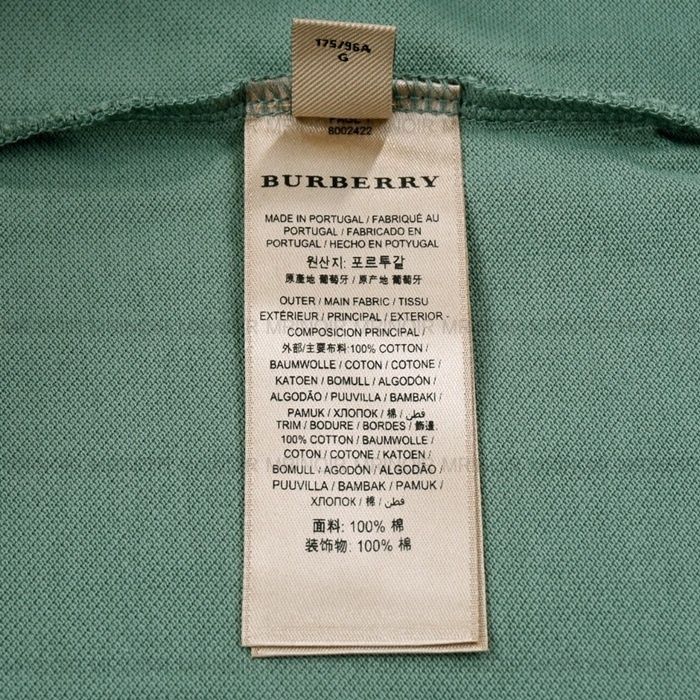 175/96A
G
8002422
BURBERRY
MADE IN PORTUGAL / FABRIQUÉ AU
PORTUGAL / FABRICADO EN
PORTUGAL / HECHO EN POTYUGAL
원산지: 포르투갈
原產地 葡萄牙 / 原产地 葡萄牙
OUTER / MAIN FABRIC / TISSU
EXTÉRIEUR / PRINCIPAL / EXTERIOR -
COMPOSICION PRINCIPAL
外部/主要布料:100% COTTON /
BAUMWOLLE / COTON / COTONE /
KATOEN / BOMULL / ALGODÓN /
ALGODÃO / PUUVILLA / BAMBAKI /
PAMUK / ХЛОПОК / 棉 / قطن
TRIM / BODURE / BORDES / 飾邊:
100% COTTON / BAUMWOLLE /
COTON / COTONE / KATOEN /
BOMULL / AGODÓN / ALGODÃO /
PUUVILLA / BAMBAK / PAMUK /
ХЛОПОК / 棉 / قطن
面料: 100% 棉
装饰物: 100% 棉